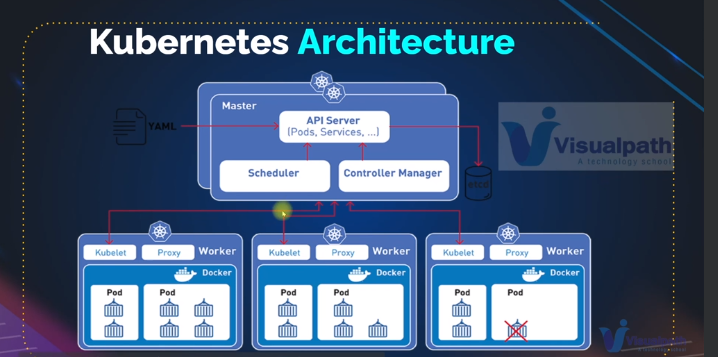 Kubernetes Architecture
Master
YAML
API Server
(Pods, Services, ...)
Visualpath
A technology school
Scheduler
Controller Manager
etcd
Kubelet
Proxy
Worker
Docker
Pod
Pod
Kubelet
Proxy
Worker
Docker
Pod
Pod
Kubelet
Proxy
Worker
Docker
Pod
Pod
Visualpath